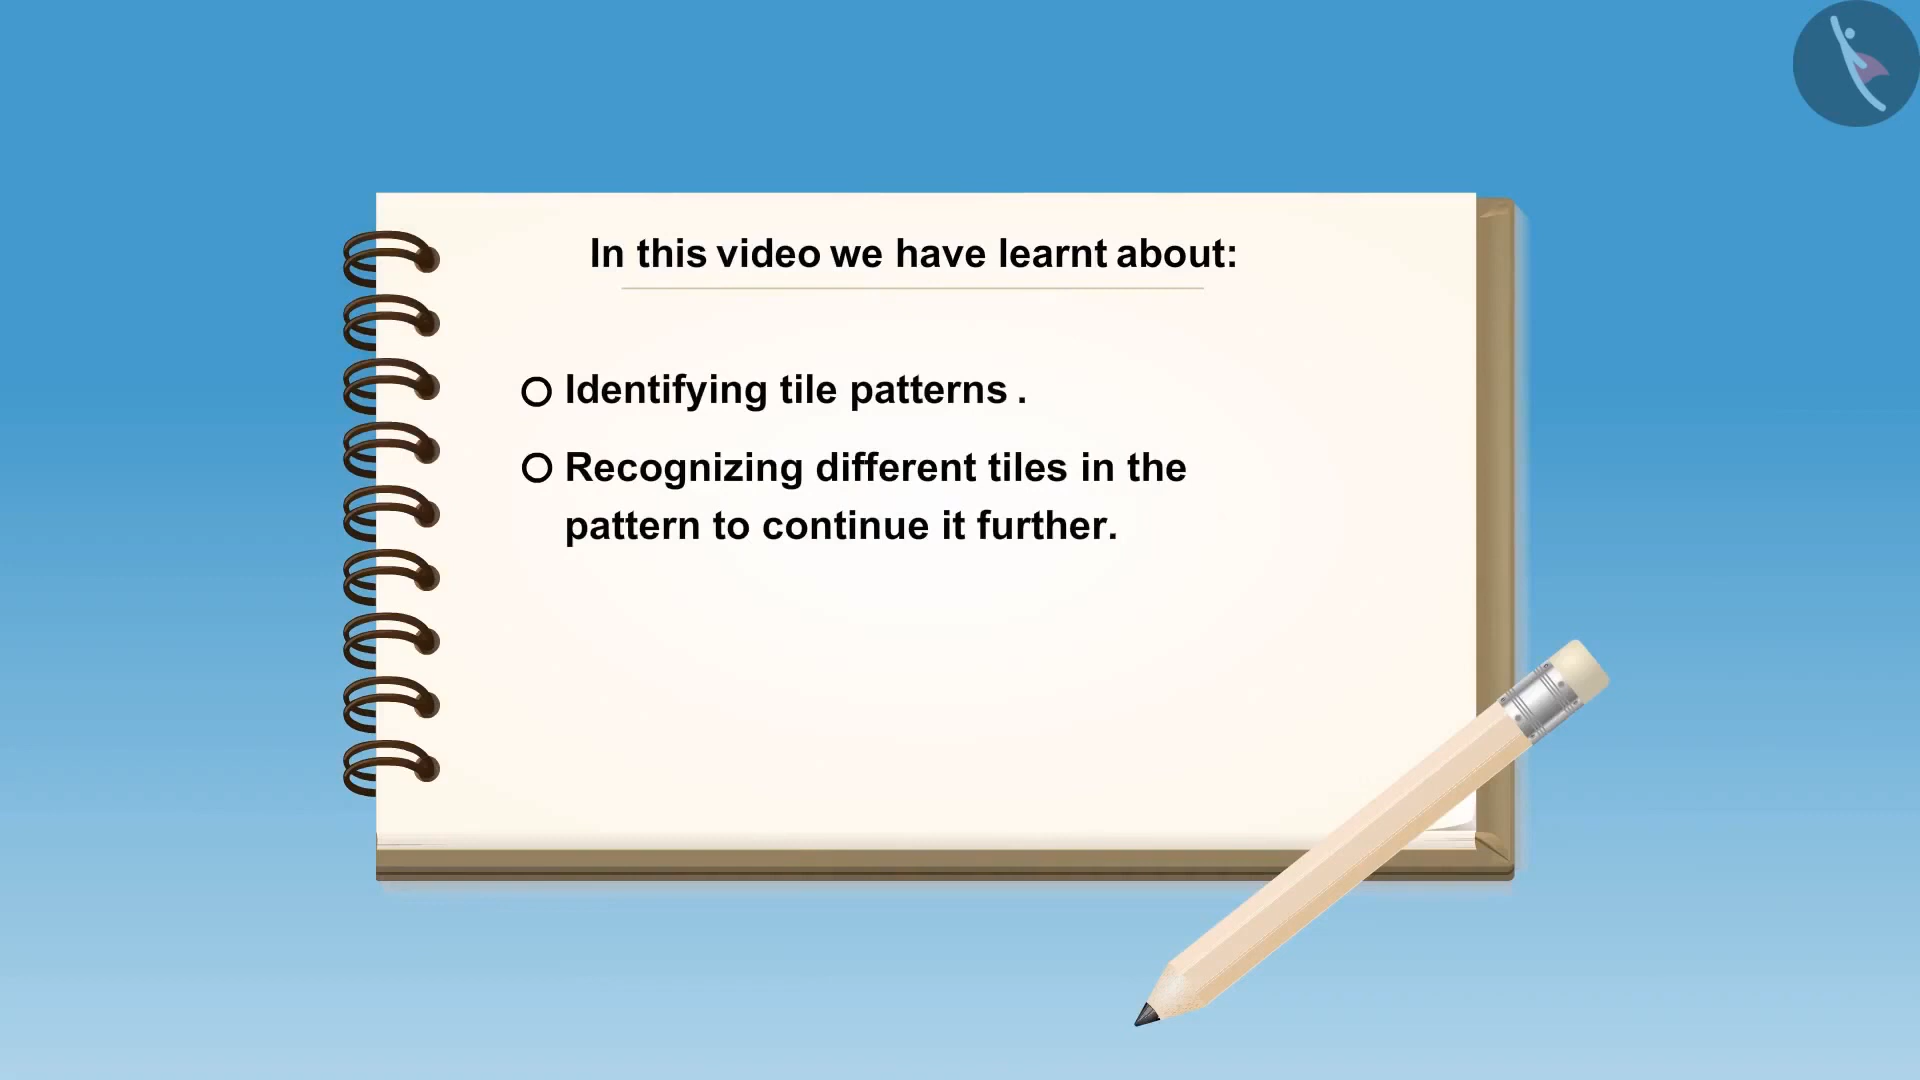 In this video we have learnt about:
Identifying tile patterns .
Recognizing different tiles in the
pattern to continue it further.